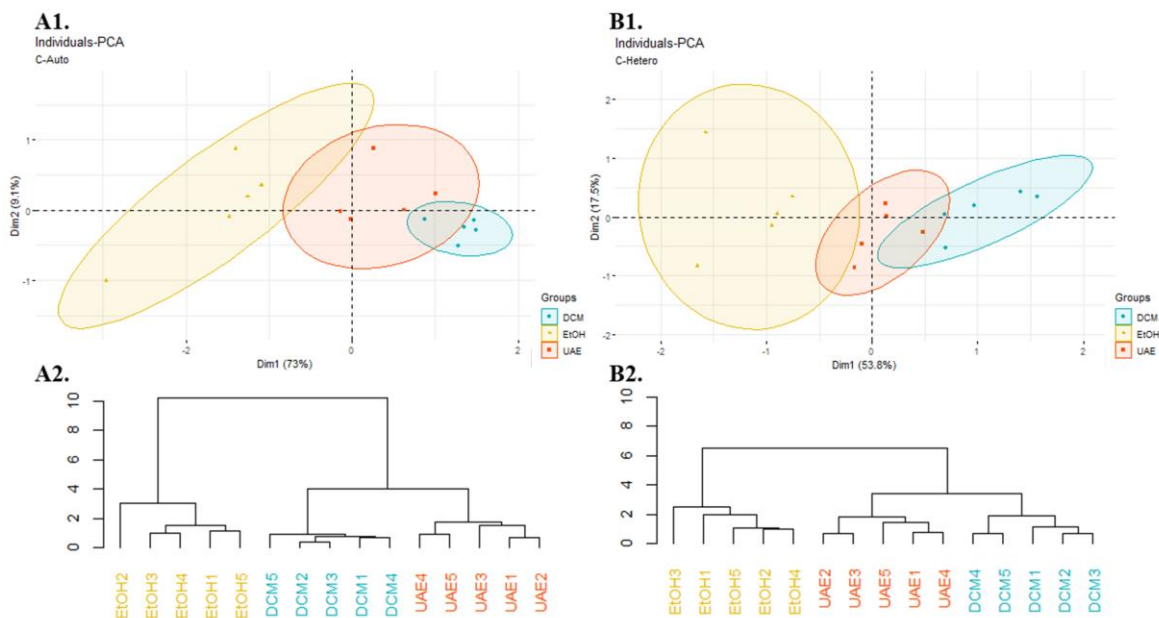 A1.
Individuals-PCA
C-Auto
1
0
-1
Dim2 (9.1%)
-2
0
2
Dim1 (73%)
Groups
DCM
EtOH
UAE
B1.
Individuals-PCA
C-Hetero
2
1
0
-1
-2
Dim2 (17.5%)
-2
-1
0
1
2
Dim1 (53.8%)
Groups
DCM
EtOH
UAE
A2.
10
8
6
4
2
0
EtOH2
EtOH3
EtOH4
EtOH1
EtOH5
DCM5
DCM2
DCM3
DCM1
DCM4
UAE4
UAE5
UAE3
UAE1
UAE2
B2.
10
8
6
4
2
0
EtOH3
EtOH1
EtOH5
EtOH2
EtOH4
UAE2
UAE3
UAE5
UAE1
UAE4
DCM4
DCM5
DCM1
DCM2
DCM3